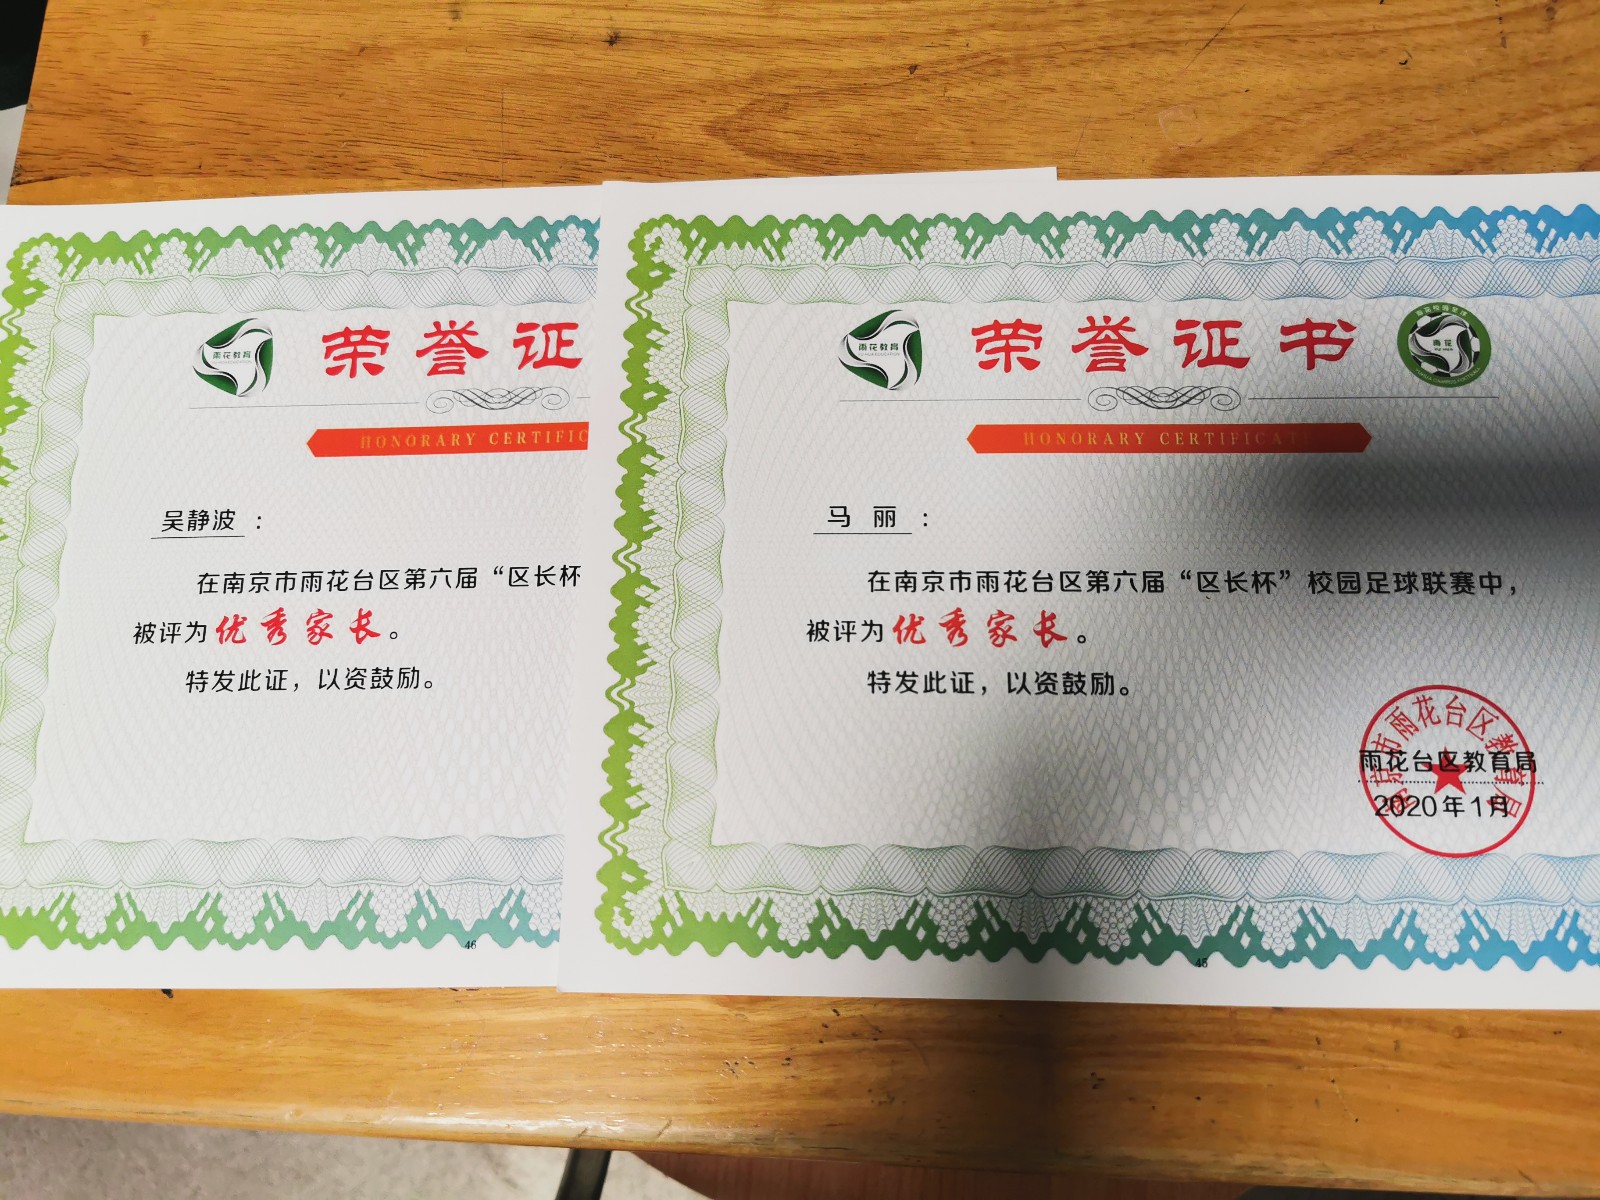 雨花教育
荣誉证
HONORARY CERTIFIC
吴静波：
在南京市雨花台区第六届“区长杯
被评为优秀家长。
特发此证，以资鼓励。
46
雨花教育
荣誉证书
雨花
HONORARY CERTIFICAT
马 丽：
在南京市雨花台区第六届“区长杯”校园足球联赛中，
被评为优秀家长。
特发此证，以资鼓励。
南京市雨花台区教育局
雨花台区教育局
2020年1月
45